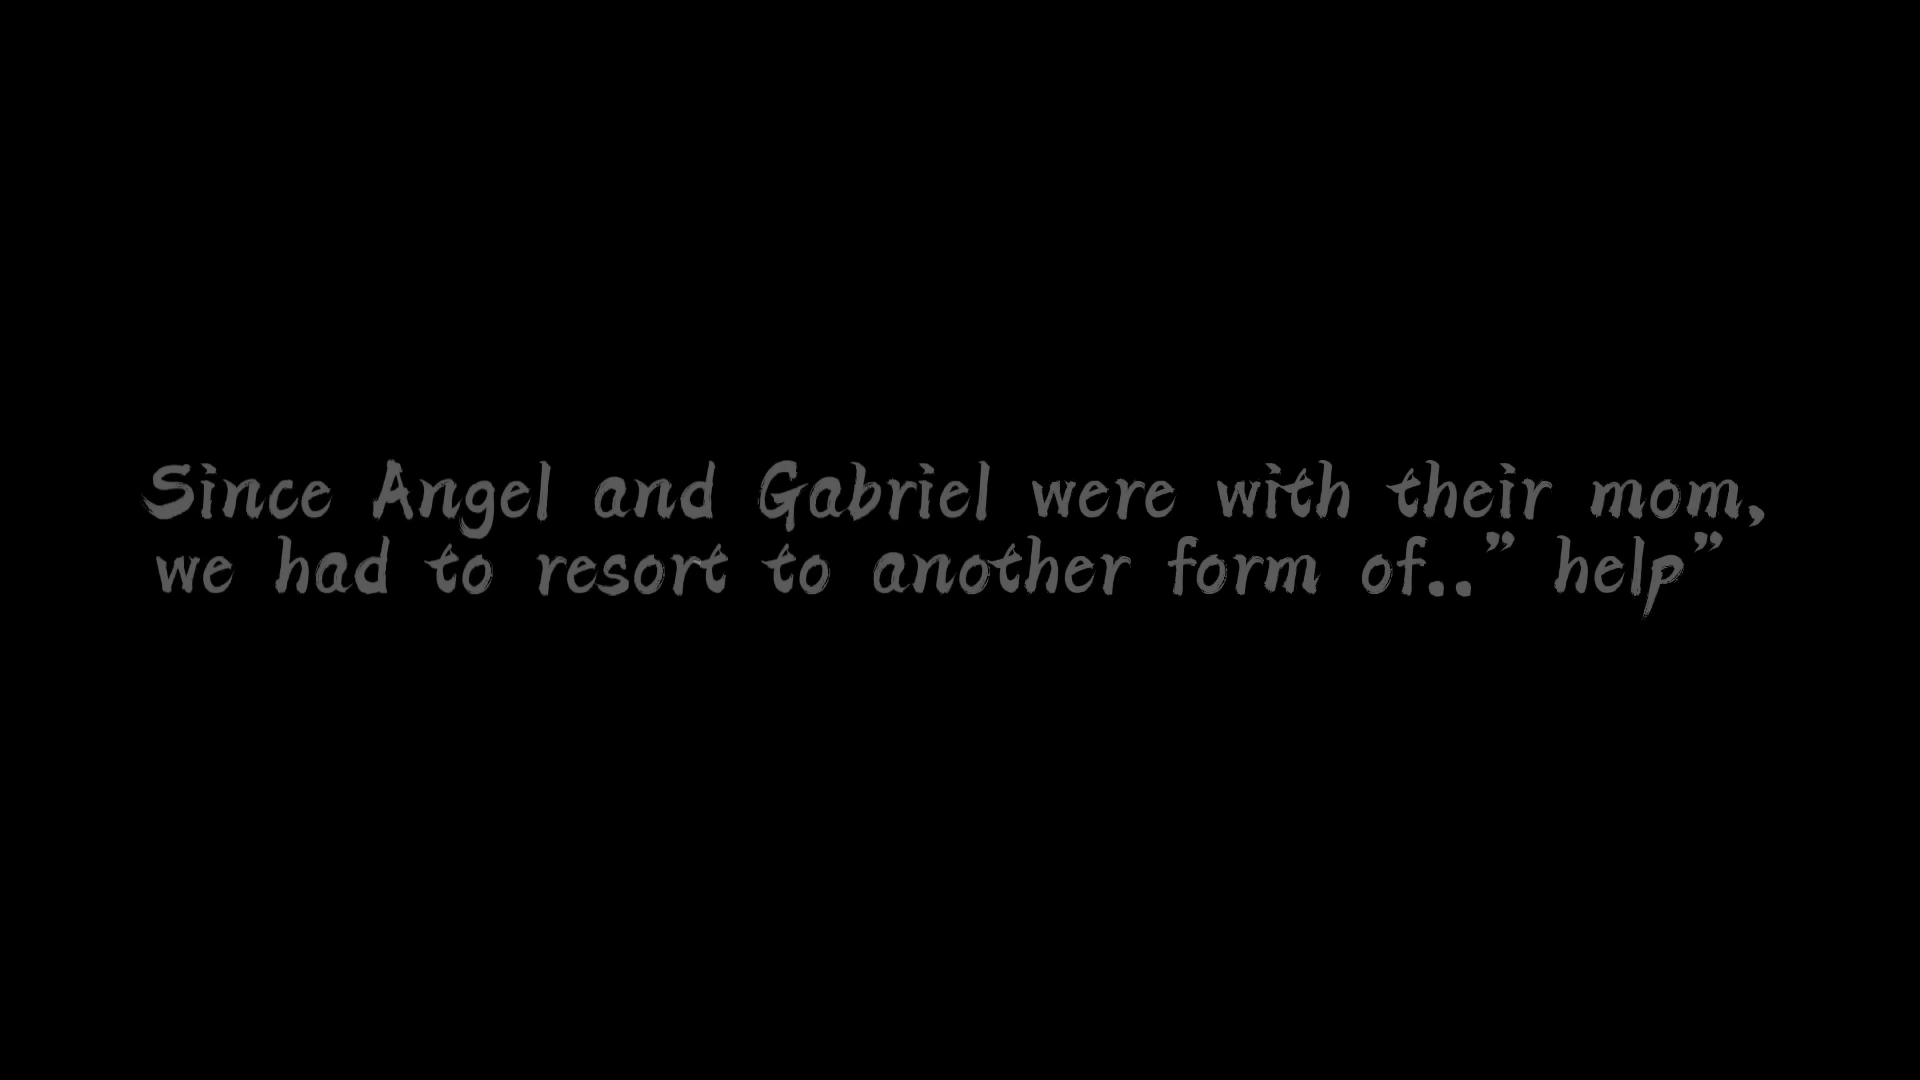 Since Angel and Gabriel were with their mom,
we had to resort to another form of..” help”